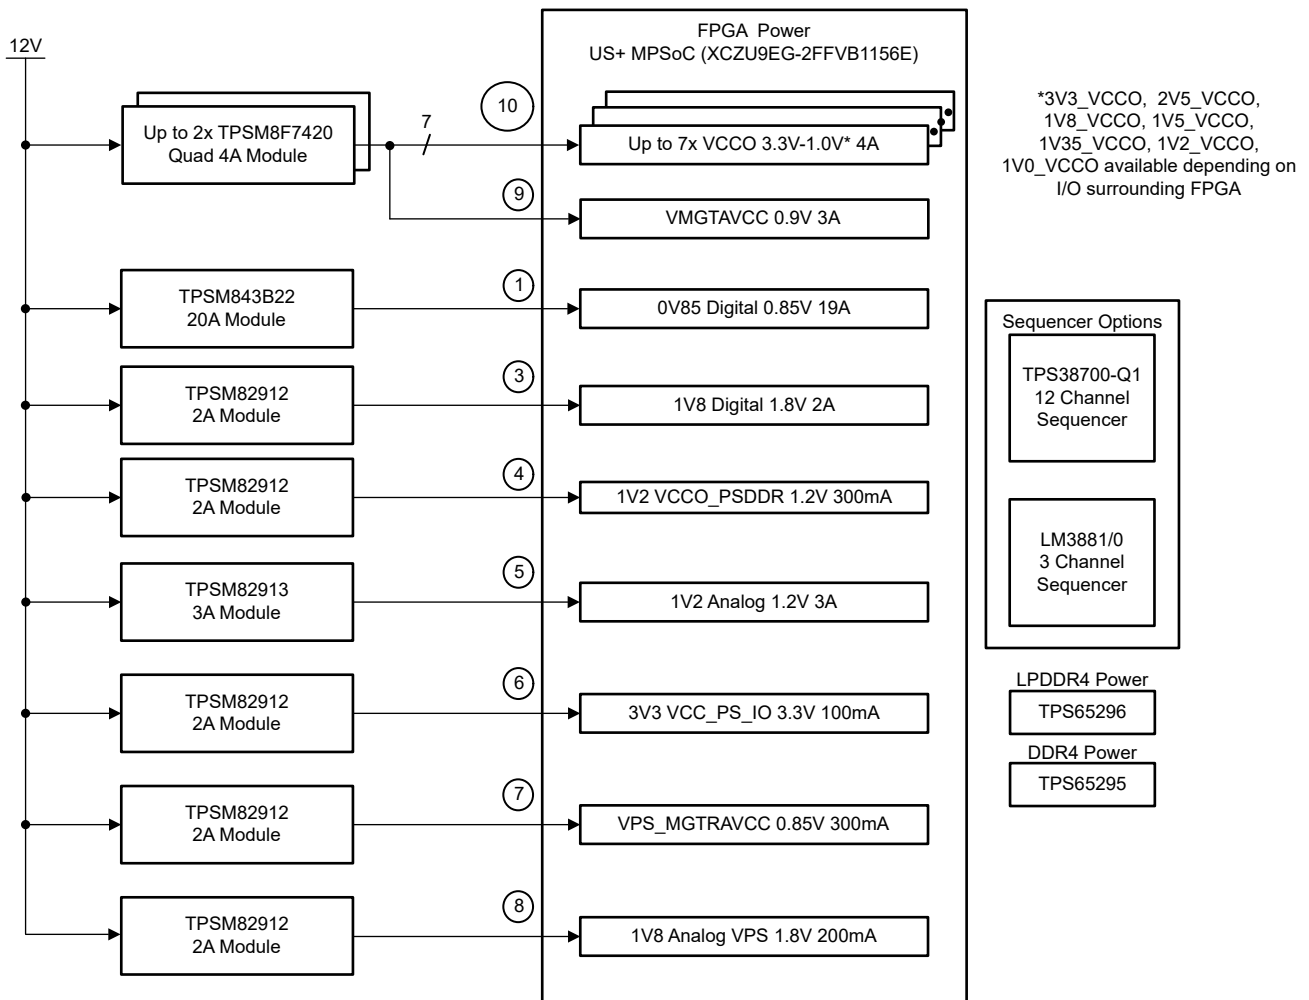 12V
FPGA Power
US+ MPSoC (XCZU9EG-2FFVB1156E)
Up to 2x TPSM8F7420
Quad 4A Module
7
10
Up to 7x VCCO 3.3V-1.0V* 4A
*3V3_VCCO, 2V5_VCCO,
1V8_VCCO, 1V5_VCCO,
1V35_VCCO, 1V2_VCCO,
1V0_VCCO available depending on
I/O surrounding FPGA
9
VMGTAVCC 0.9V 3A
TPSM843B22
20A Module
1
0V85 Digital 0.85V 19A
TPSM82912
2A Module
3
1V8 Digital 1.8V 2A
TPSM82912
2A Module
4
1V2 VCCO_PSDDR 1.2V 300mA
TPSM82913
3A Module
5
1V2 Analog 1.2V 3A
TPSM82912
2A Module
6
3V3 VCC_PS_IO 3.3V 100mA
TPSM82912
2A Module
7
VPS_MGTRAVCC 0.85V 300mA
TPSM82912
2A Module
8
1V8 Analog VPS 1.8V 200mA
Sequencer Options
TPS38700-Q1
12 Channel
Sequencer
LM3881/0
3 Channel
Sequencer
LPDDR4 Power
TPS65296
DDR4 Power
TPS65295